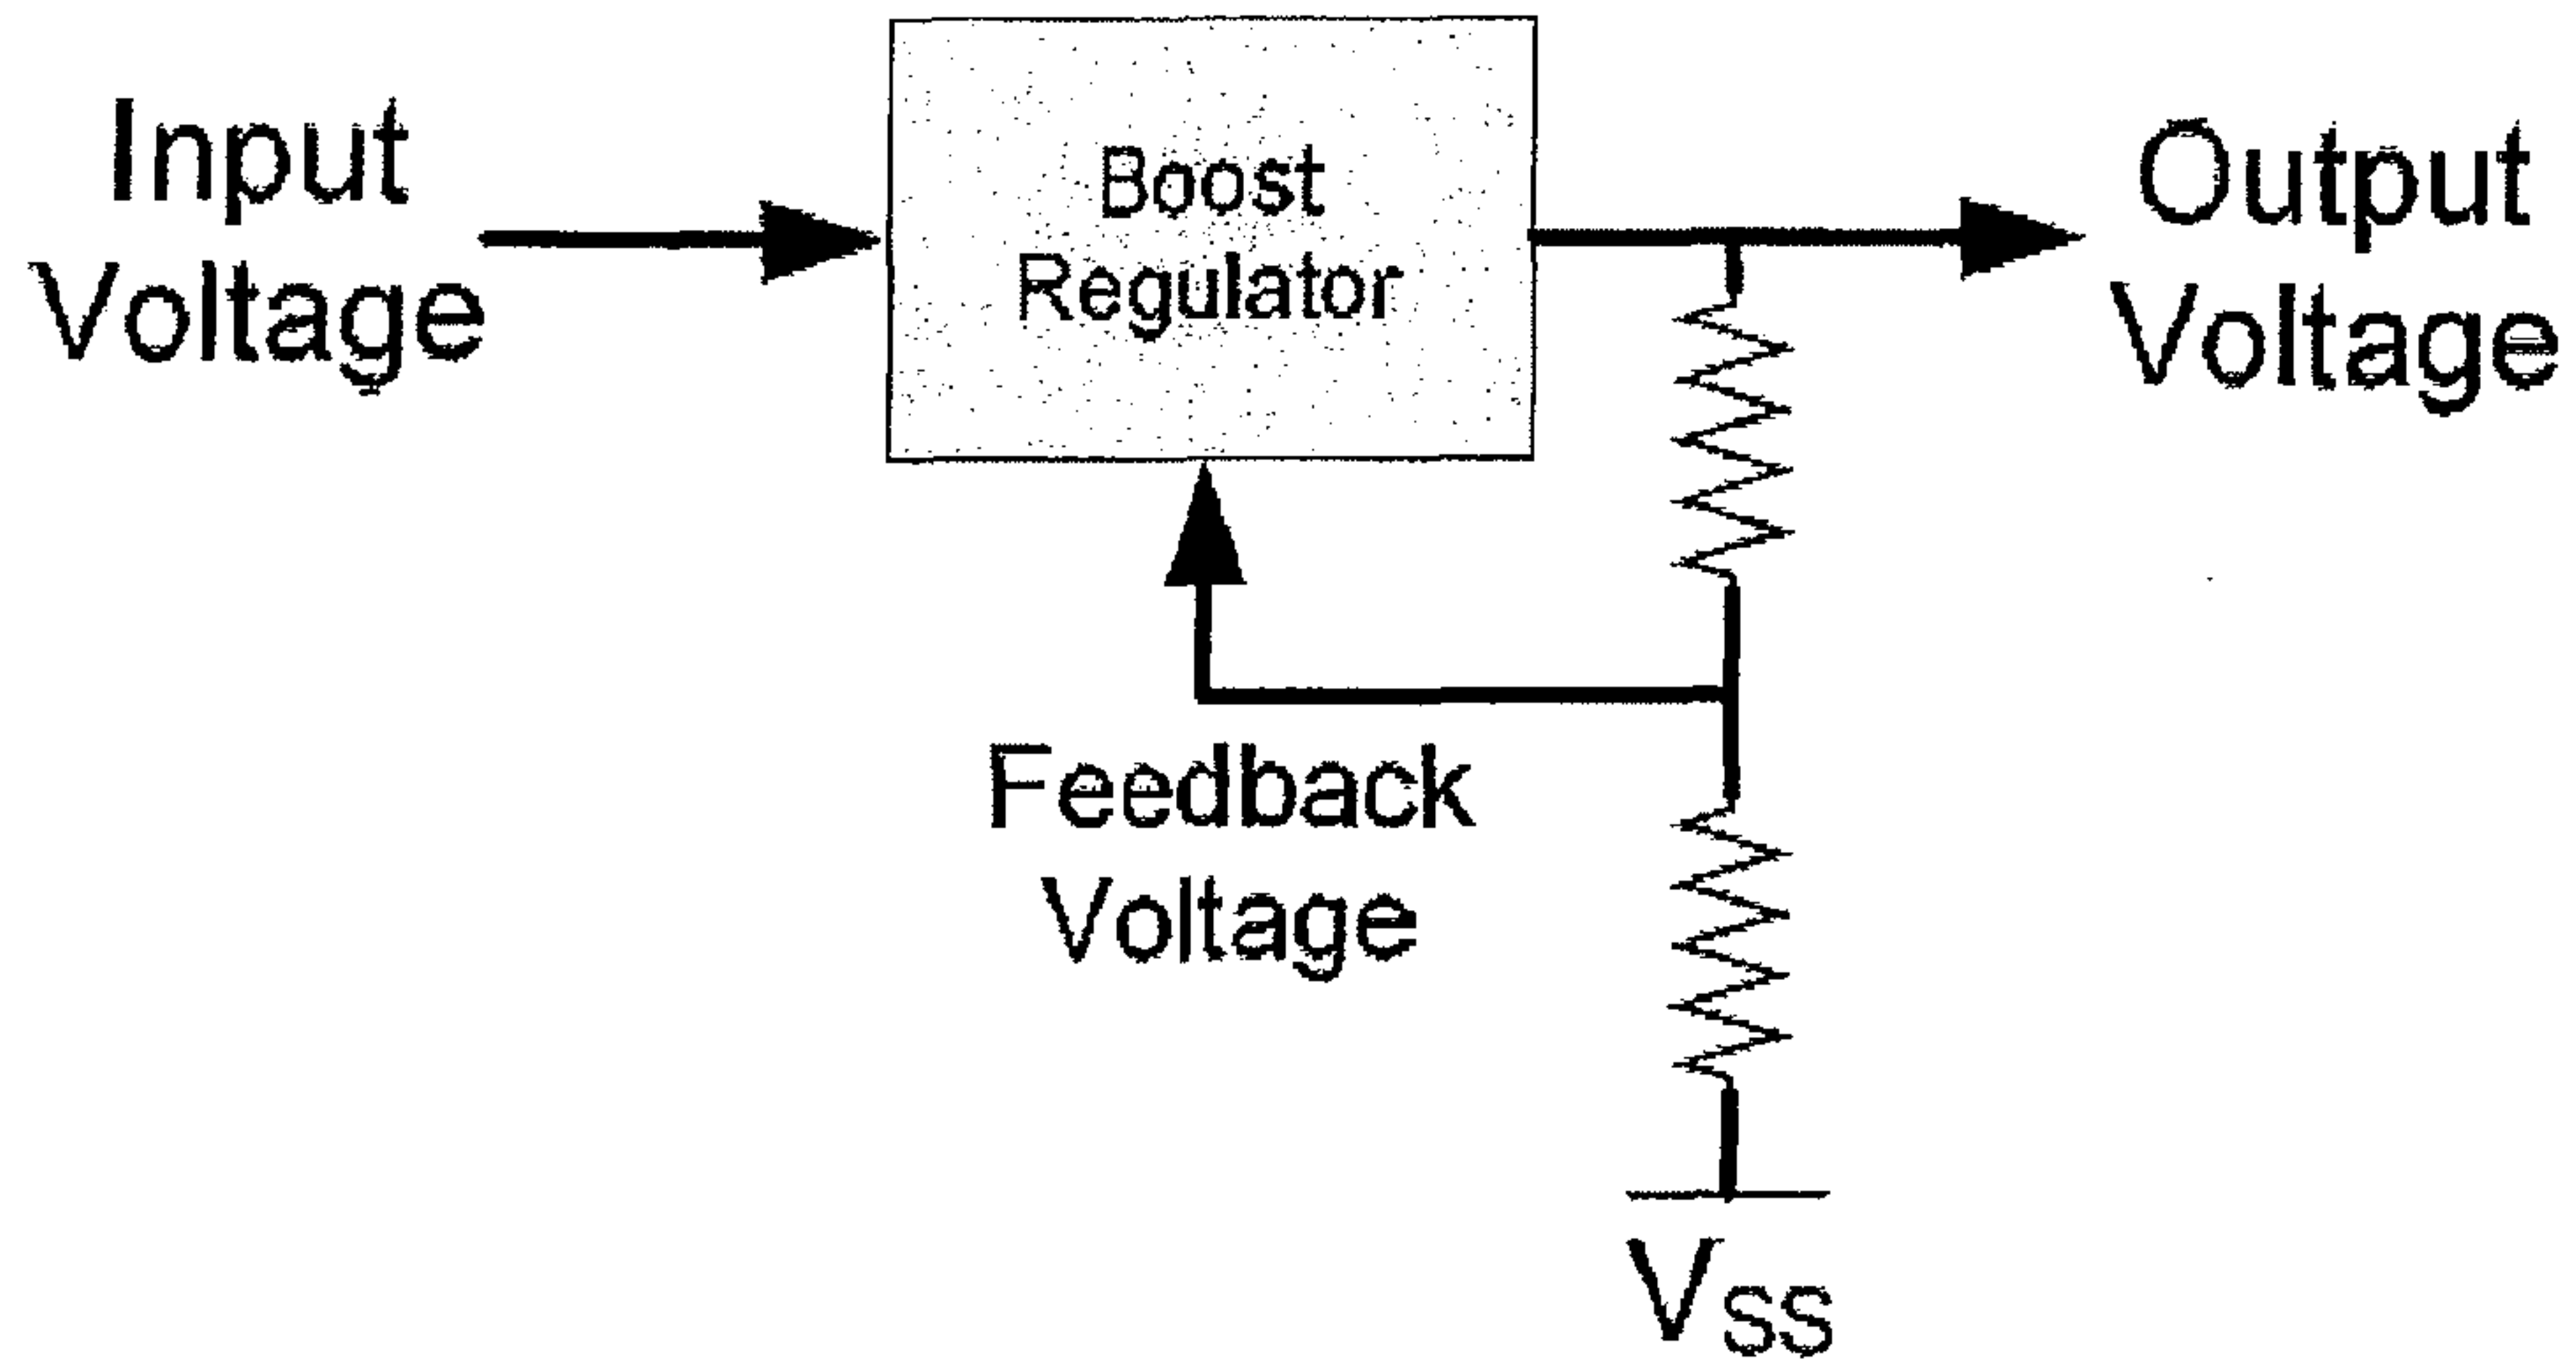 Input
Voltage
Boost
Regulator
Output
Voltage
Feedback
Voltage
VSS